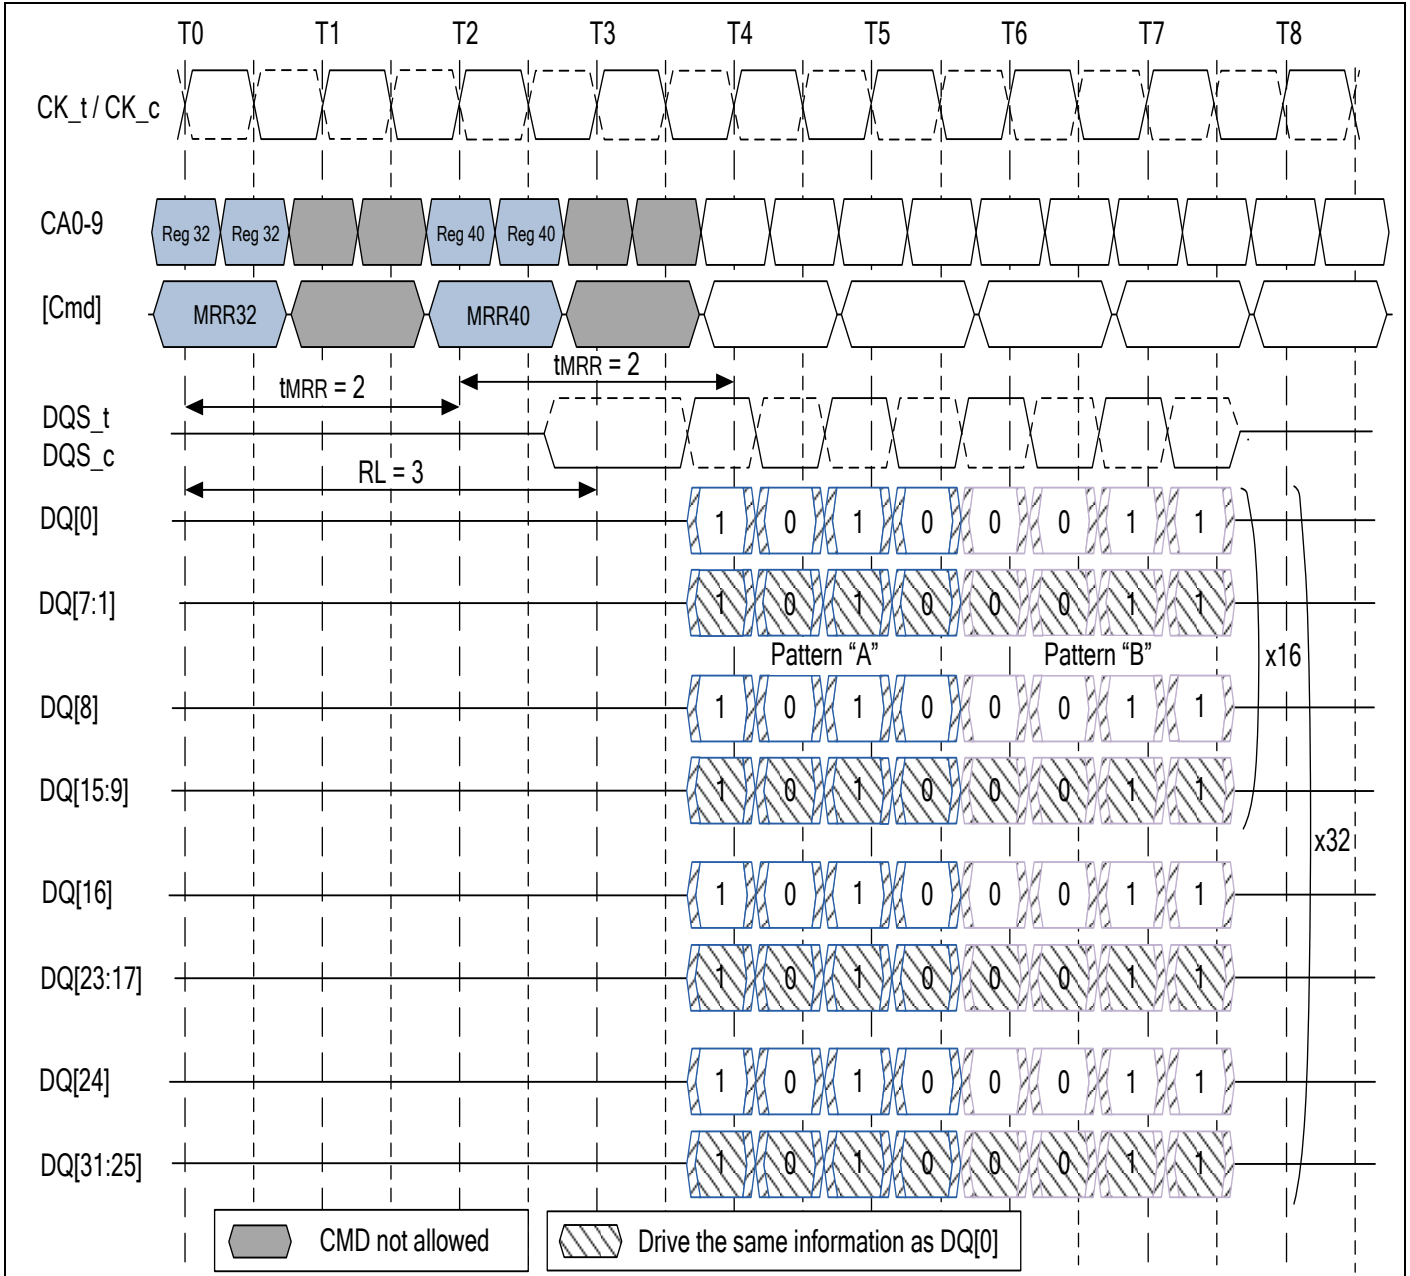 T0 T1 T2 T3 T4 T5 T6 T7 T8
CK_t / CK_c
CA0-9 Reg 32 Reg 32 Reg 40 Reg 40
[Cmd] MRR32 MRR40
tMRR = 2 tMRR = 2
DQS_t
DQS_c
RL = 3
DQ[0] 1 0 1 0 0 0 1 1
DQ[7:1] 1 0 1 0 0 0 1 1
Pattern “A” Pattern “B” x16
DQ[8] 1 0 1 0 0 0 1 1
DQ[15:9] 1 0 1 0 0 0 1 1
x32
DQ[16] 1 0 1 0 0 0 1 1
DQ[23:17] 1 0 1 0 0 0 1 1
DQ[24] 1 0 1 0 0 0 1 1
DQ[31:25] 1 0 1 0 0 0 1 1
CMD not allowed Drive the same information as DQ[0]